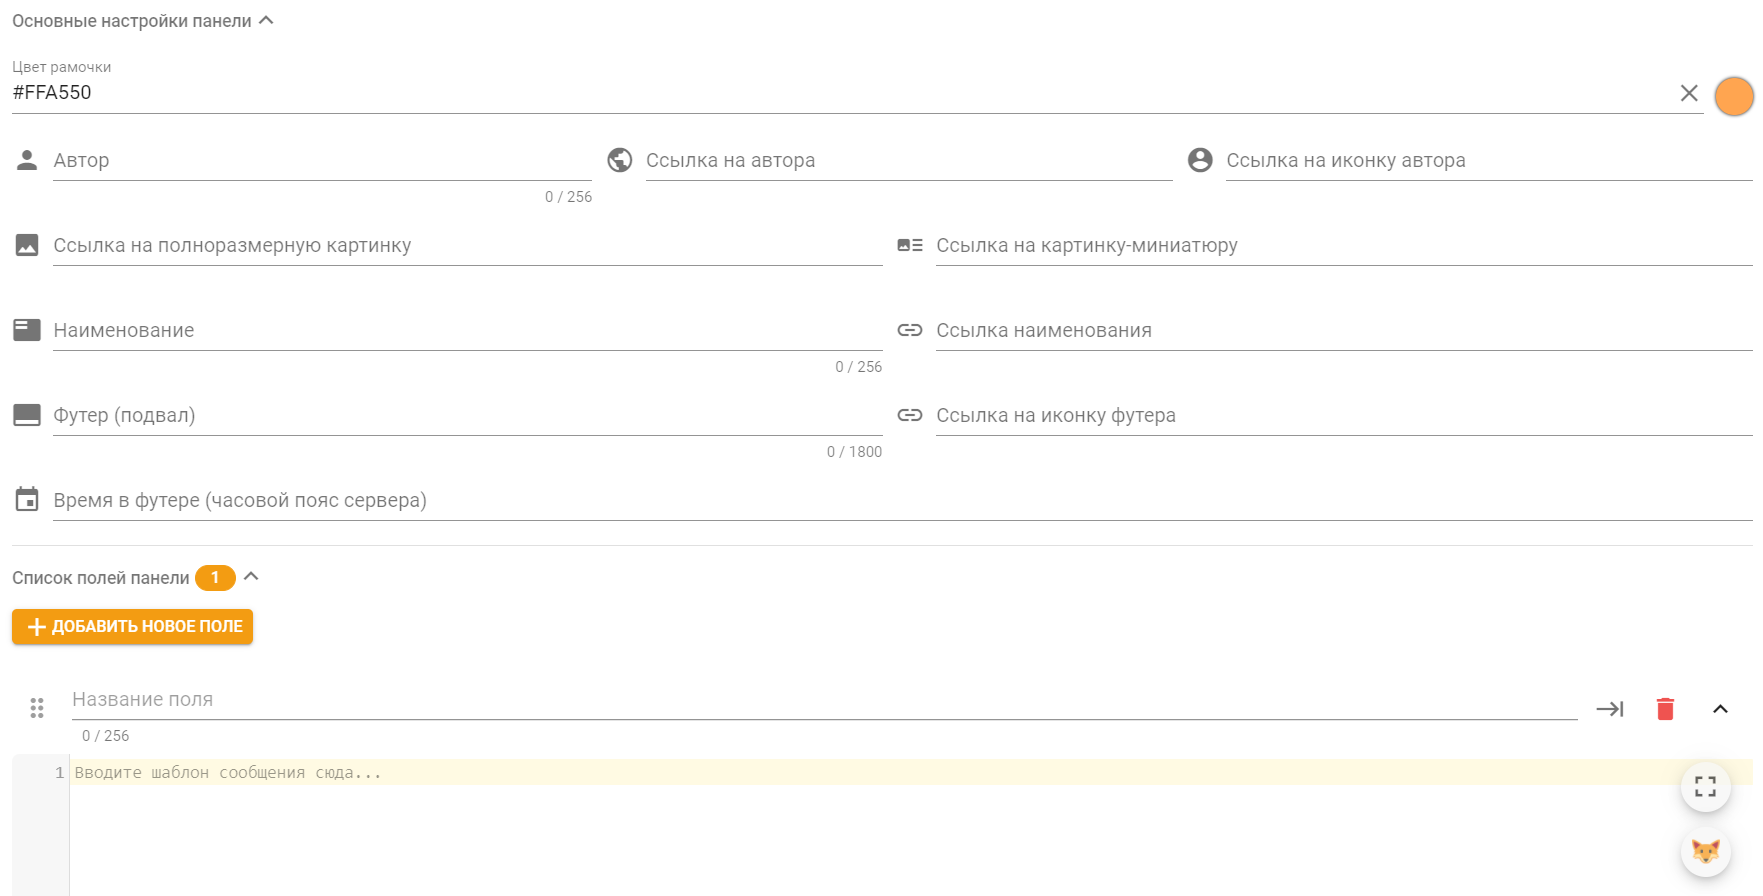 Основные настройки панели
Цвет рамочки
#FFA550
Автор
Ссылка на автора
Ссылка на иконку автора
0 / 256
Ссылка на полноразмерную картинку
Ссылка на картинку-миниатюру
Наименование
Ссылка наименования
0 / 256
Футер (подвал)
Ссылка на иконку футера
0 / 1800
Время в футере (часовой пояс сервера)
Список полей панели 1
ДОБАВИТЬ НОВОЕ ПОЛЕ
Название поля
0 / 256
1 Вводите шаблон сообщения сюда...